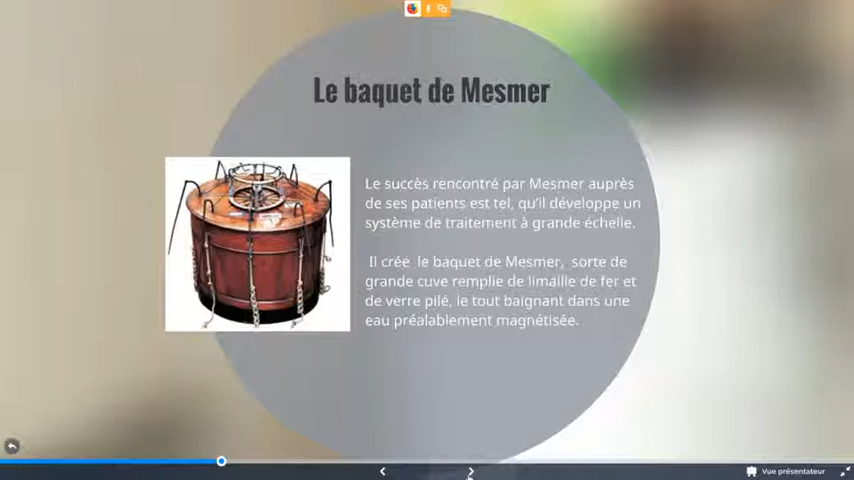 Le baquet de Mesmer
Le succès rencontré par Mesmer auprès
de ses patients est tel, qu'il développe un
système de traitement à grande échelle.
Il crée le baquet de Mesmer, sorte de
grande cuve remplie de limaille de fer et
de verre pilé, le tout baignant dans une
eau préalablement magnétisée.
Vue présentateur